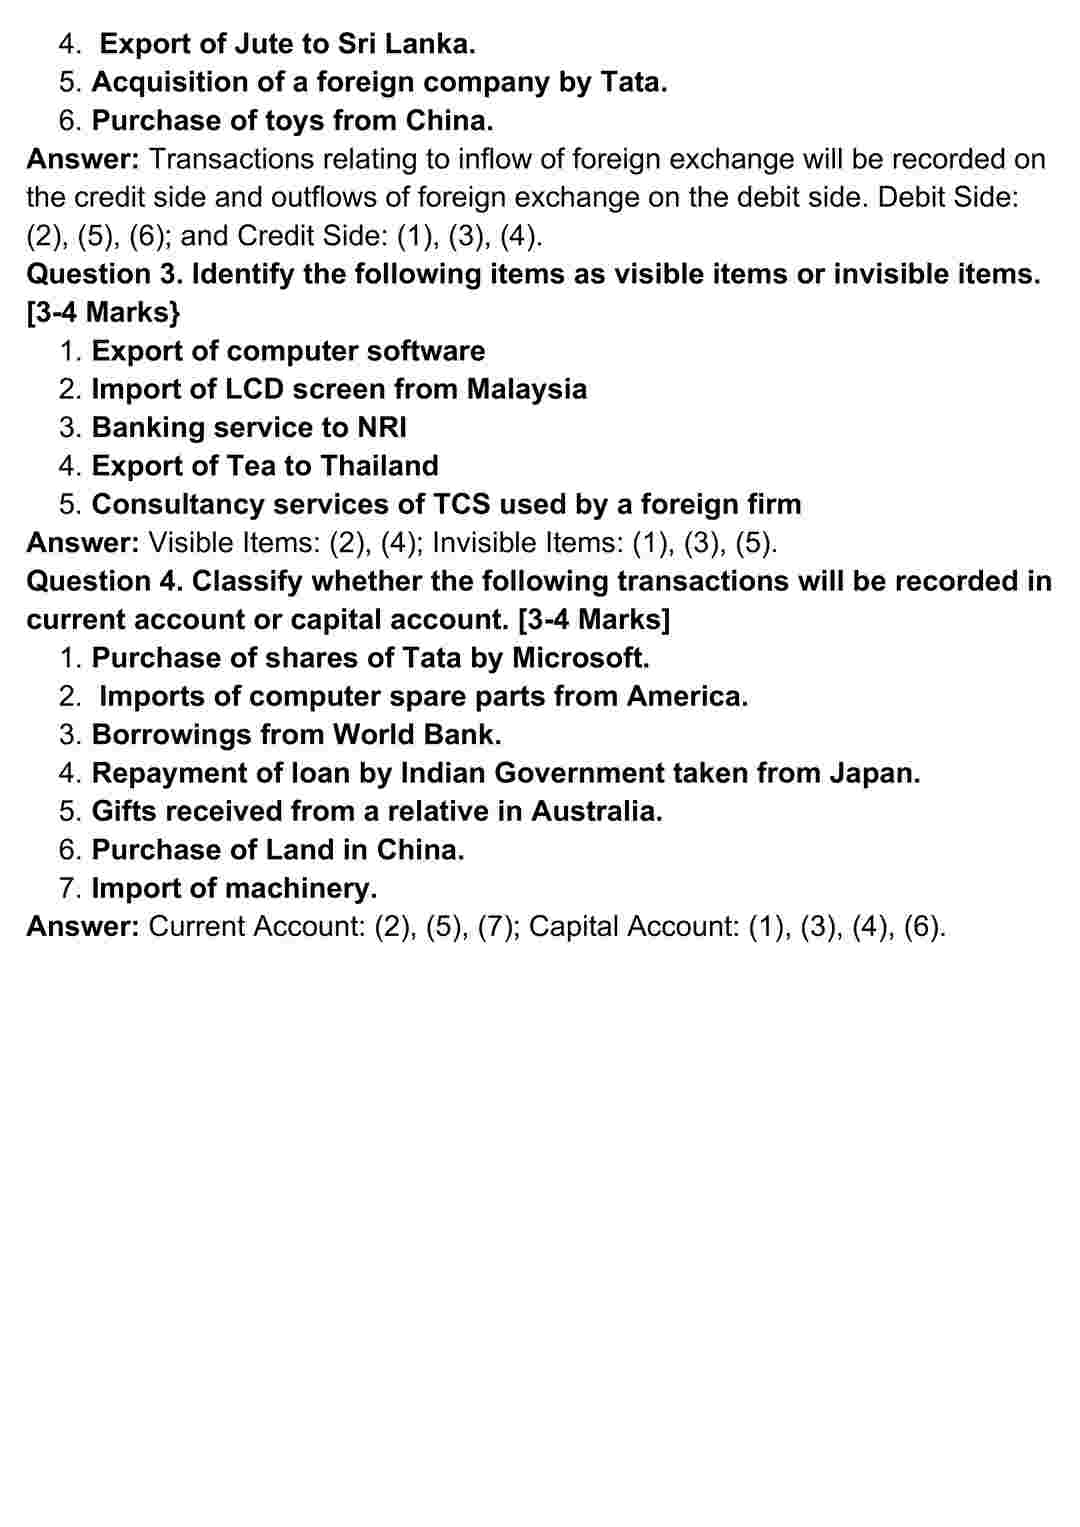 4. Export of Jute to Sri Lanka.
5. Acquisition of a foreign company by Tata.
6. Purchase of toys from China.
Answer: Transactions relating to inflow of foreign exchange will be recorded on
the credit side and outflows of foreign exchange on the debit side. Debit Side:
(2), (5), (6); and Credit Side: (1), (3), (4).
Question 3. Identify the following items as visible items or invisible items.
[3-4 Marks}
1. Export of computer software
2. Import of LCD screen from Malaysia
3. Banking service to NRI
4. Export of Tea to Thailand
5. Consultancy services of TCS used by a foreign firm
Answer: Visible Items: (2), (4); Invisible Items: (1), (3), (5).
Question 4. Classify whether the following transactions will be recorded in
current account or capital account. [3-4 Marks]
1. Purchase of shares of Tata by Microsoft.
2. Imports of computer spare parts from America.
3. Borrowings from World Bank.
4. Repayment of loan by Indian Government taken from Japan.
5. Gifts received from a relative in Australia.
6. Purchase of Land in China.
7. Import of machinery.
Answer: Current Account: (2), (5), (7); Capital Account: (1), (3), (4), (6).